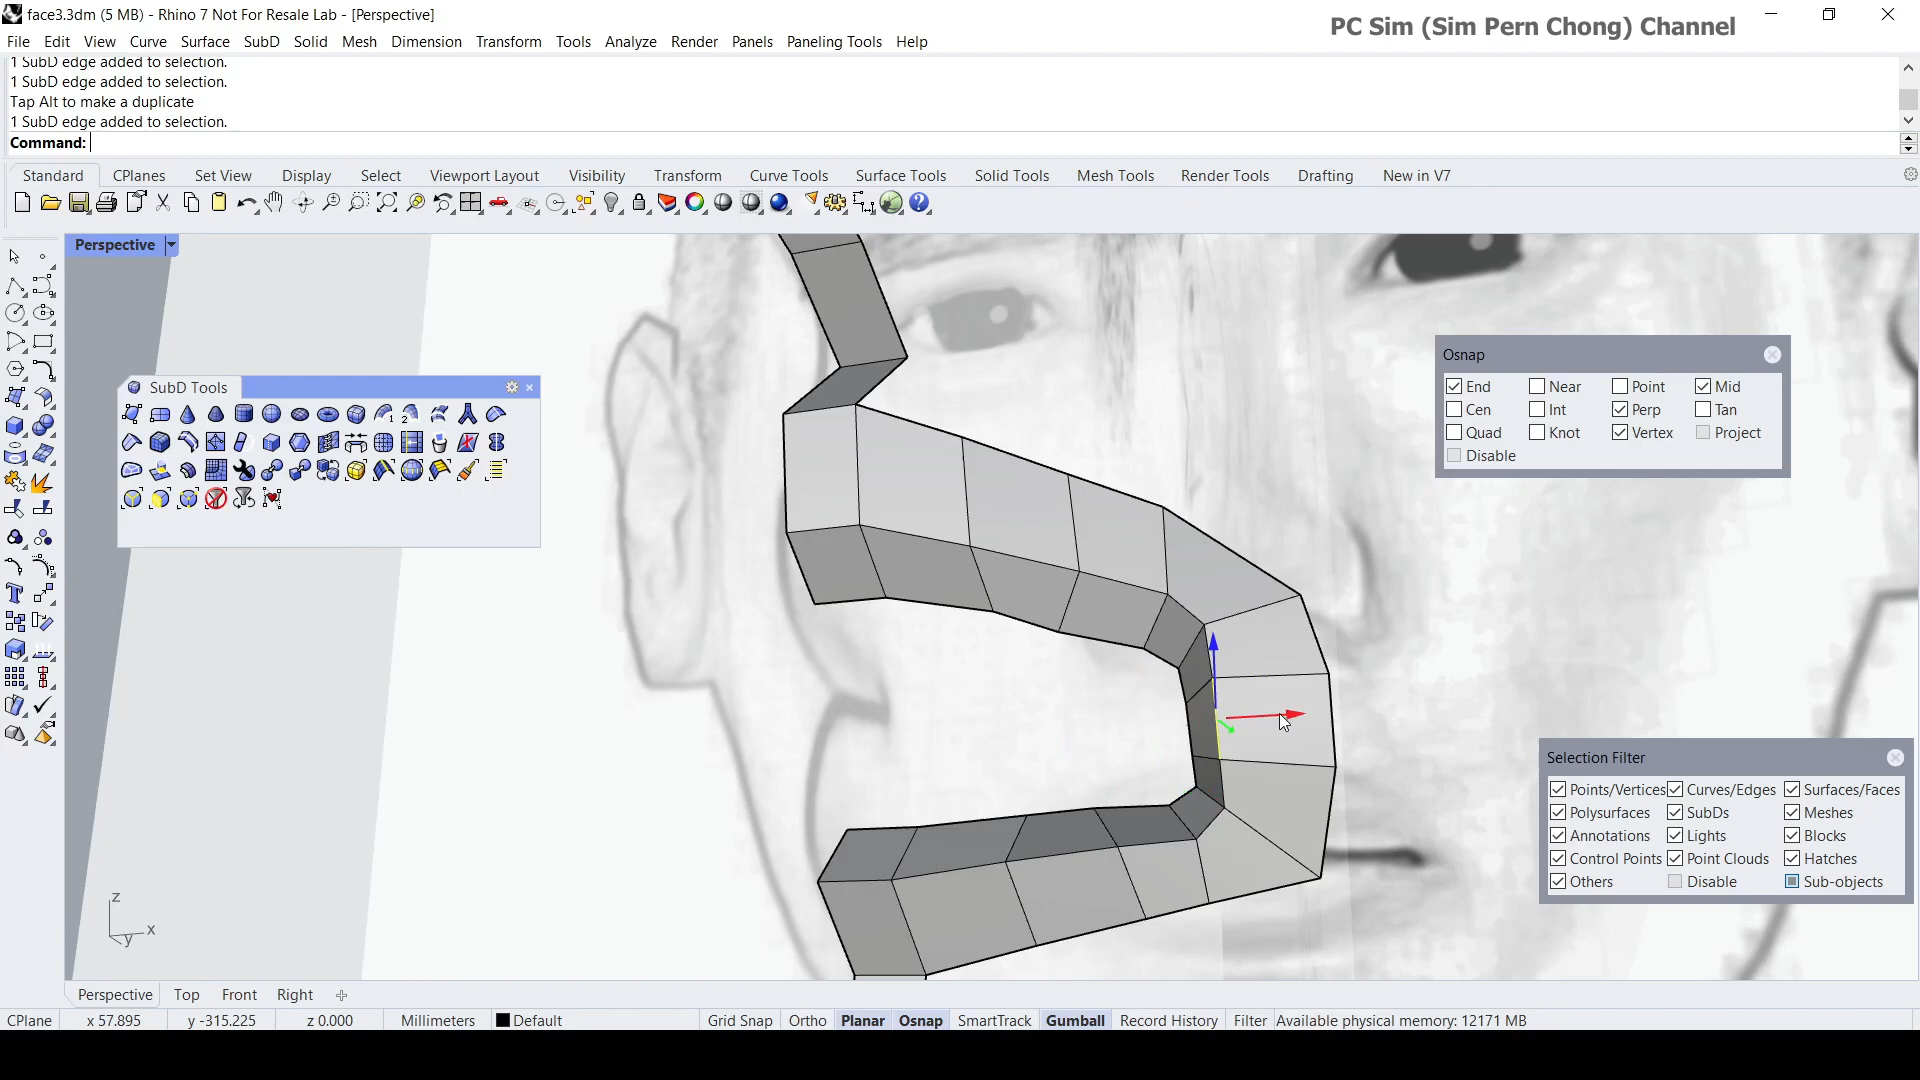 face3.3dm (5 MB) - Rhino 7 Not For Resale Lab - [Perspective]
PC Sim (Sim Pern Chong) Channel
File Edit View Curve Surface SubD Solid Mesh Dimension Transform Tools Analyze Render Panels Paneling Tools Help
1 SubD edge added to selection.
1 SubD edge added to selection.
Tap Alt to make a duplicate
1 SubD edge added to selection.
Command:
Standard CPlanes Set View Display Select Viewport Layout Visibility Transform Curve Tools Surface Tools Solid Tools Mesh Tools Render Tools Drafting New in V7
Perspective
SubD Tools
Osnap
End Near Point Mid
Cen Int Perp Tan
Quad Knot Vertex Project
Disable
Selection Filter
Points/Vertices Curves/Edges Surfaces/Faces
Polysurfaces SubDs Meshes
Annotations Lights Blocks
Control Points Point Clouds Hatches
Others Disable Sub-objects
z
x
y
Perspective Top Front Right
CPlane x 57.895 y -315.225 z 0.000 Millimeters Default Grid Snap Ortho Planar Osnap SmartTrack Gumball Record History Filter Available physical memory: 12171 MB